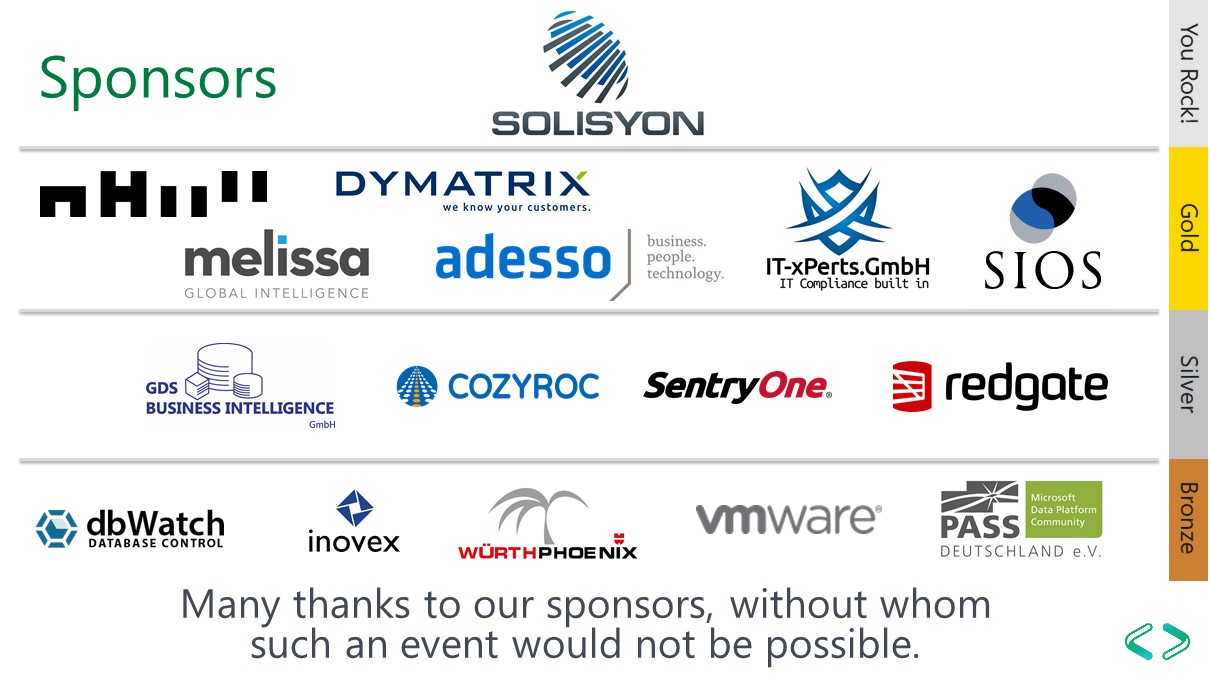 Sponsors
SOLISYON
You Rock!
DYMATRIX
we know your customers.
melissa
GLOBAL INTELLIGENCE
adesso
business.
people.
technology.
IT-xPerts.GmbH
IT Compliance built in
SIOS
Gold
GDS
BUSINESS INTELLIGENCE
GmbH
COZYROC
SentryOne®
redgate
Silver
dbWatch
DATABASE CONTROL
inovex
WÜRTHPHOENIX
vmware®
PASS
Microsoft
Data Platform
Community
DEUTSCHLAND e.V.
Bronze
Many thanks to our sponsors, without whom
such an event would not be possible.